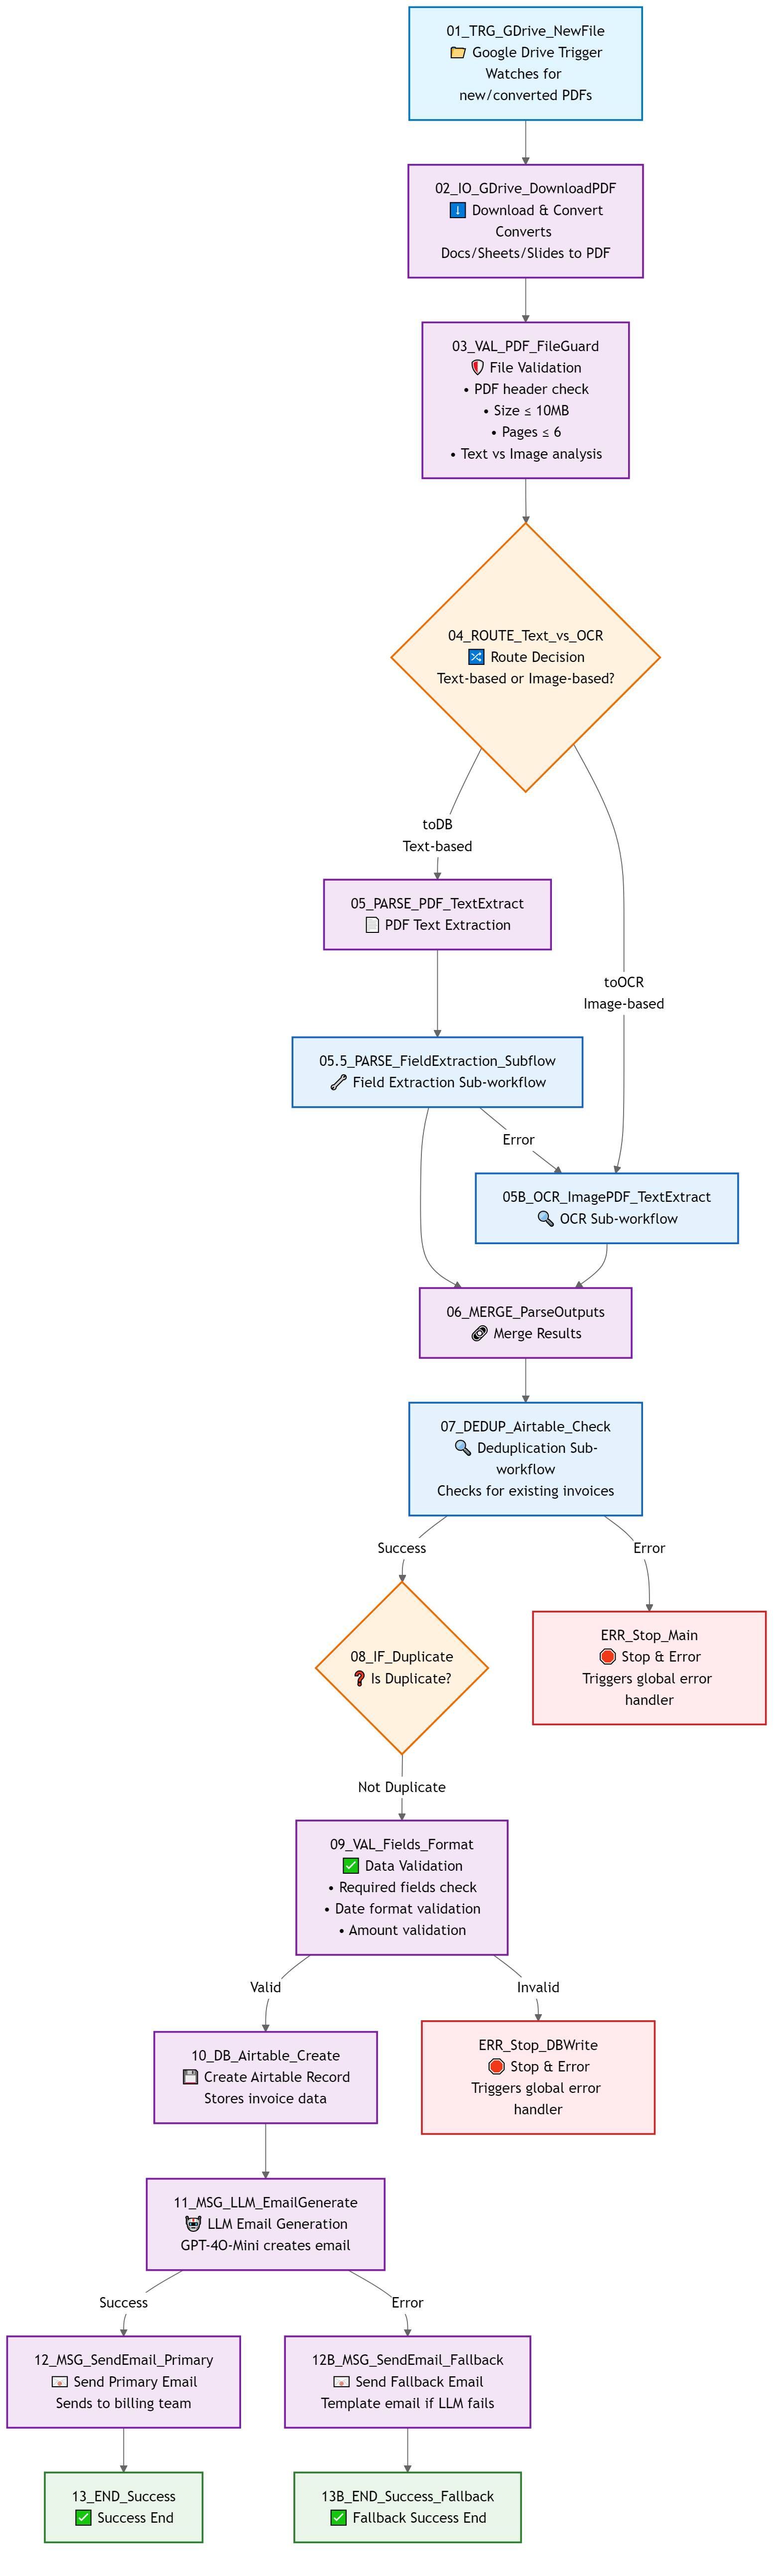 01_TRG_GDrive_NewFile
📁 Google Drive Trigger
Watches for
new/converted PDFs
02_IO_GDrive_DownloadPDF
⬇️ Download & Convert
Converts
Docs/Sheets/Slides to PDF
03_VAL_PDF_FileGuard
🛡️ File Validation
• PDF header check
• Size ≤ 10MB
• Pages ≤ 6
• Text vs Image analysis
04_ROUTE_Text_vs_OCR
🔀 Route Decision
Text-based or Image-based?
toDB
Text-based
05_PARSE_PDF_TextExtract
📄 PDF Text Extraction
toOCR
Image-based
05.5_PARSE_FieldExtraction_Subflow
🔧 Field Extraction Sub-workflow
Error
05B_OCR_ImagePDF_TextExtract
🔍 OCR Sub-workflow
06_MERGE_ParseOutputs
🔗 Merge Results
07_DEDUP_Airtable_Check
🔍 Deduplication Sub-
workflow
Checks for existing invoices
Success
Error
08_IF_Duplicate
❓ Is Duplicate?
ERR_Stop_Main
🛑 Stop & Error
Triggers global error
handler
Not Duplicate
09_VAL_Fields_Format
✅ Data Validation
• Required fields check
• Date format validation
• Amount validation
Valid
Invalid
10_DB_Airtable_Create
💾 Create Airtable Record
Stores invoice data
ERR_Stop_DBWrite
🛑 Stop & Error
Triggers global error
handler
11_MSG_LLM_EmailGenerate
🤖 LLM Email Generation
GPT-4O-Mini creates email
Success
Error
12_MSG_SendEmail_Primary
📧 Send Primary Email
Sends to billing team
12B_MSG_SendEmail_Fallback
📧 Send Fallback Email
Template email if LLM fails
13_END_Success
✅ Success End
13B_END_Success_Fallback
✅ Fallback Success End